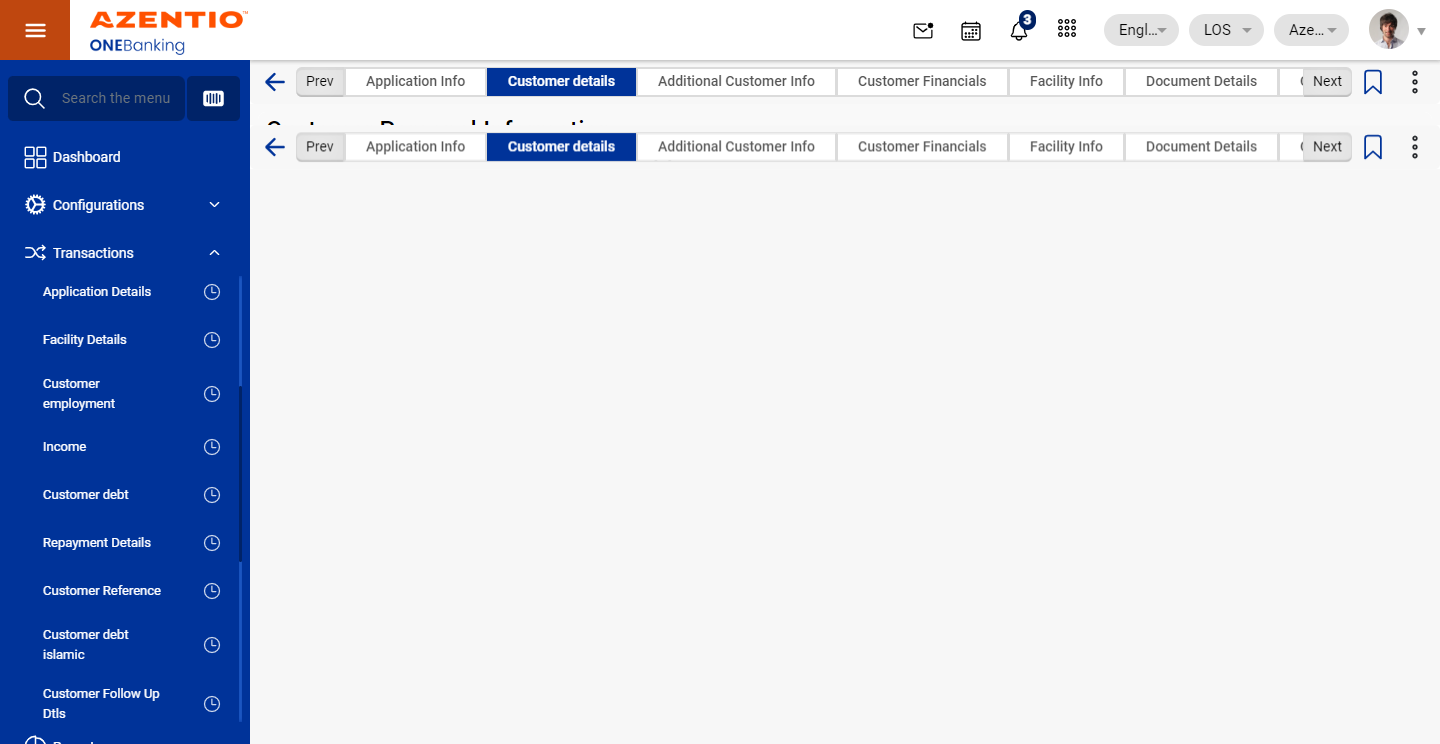 AZENTIO™
ONEBanking
3
Engl...
LOS
Aze...
Search the menu
Dashboard
Configurations
Transactions
Application Details
Facility Details
Customer
employment
Income
Customer debt
Repayment Details
Customer Reference
Customer debt
islamic
Customer Follow Up
Dtls
Prev Application Info Customer details Additional Customer Info Customer Financials Facility Info Document Details Next
Prev Application Info Customer details Additional Customer Info Customer Financials Facility Info Document Details Next